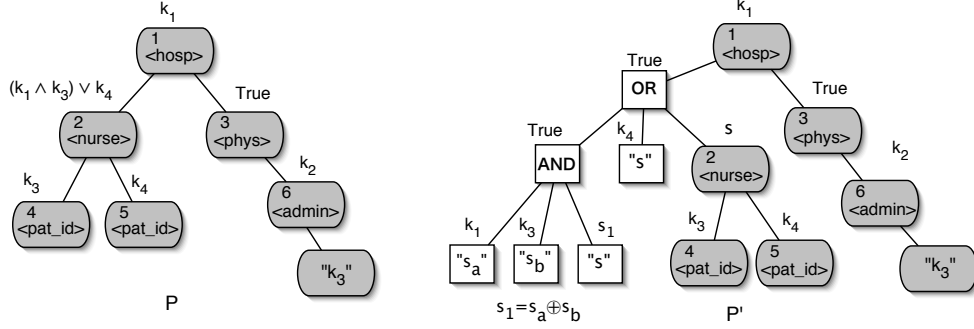 k₁
1
<hosp>
(k₁ ∧ k₃) ∨ k₄
True
2
<nurse>
3
<phys>
k₃
k₄
k₂
4
<pat_id>
5
<pat_id>
6
<admin>
"k₃"
P
k₁
1
<hosp>
True
OR
True
True
k₄
s
3
<phys>
AND
"s"
2
<nurse>
k₂
k₁
k₃
s₁
k₃
k₄
6
<admin>
"sₐ"
"s_b"
"s"
4
<pat_id>
5
<pat_id>
"k₃"
s₁=sₐ⊕s_b
P'